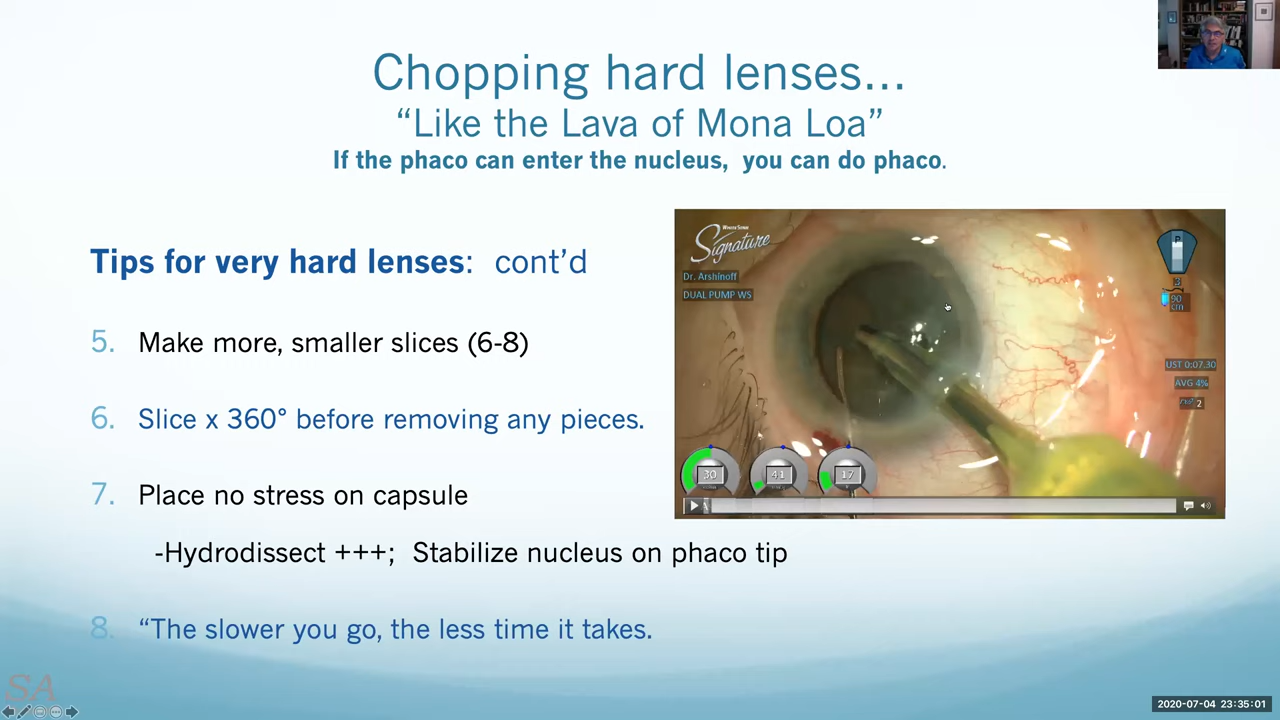 Chopping hard lenses...
“Like the Lava of Mona Loa”
If the phaco can enter the nucleus, you can do phaco.
Tips for very hard lenses: cont’d
5. Make more, smaller slices (6-8)
6. Slice x 360° before removing any pieces.
7. Place no stress on capsule
-Hydrodissect +++; Stabilize nucleus on phaco tip
8. “The slower you go, the less time it takes.
Signature
Dr. Arshinoff
DUAL PUMP WS
P
3
90
cm
UST 0:07.30
AVG 4%
2
30
41
17
SA
2020-07-04 23:35:01